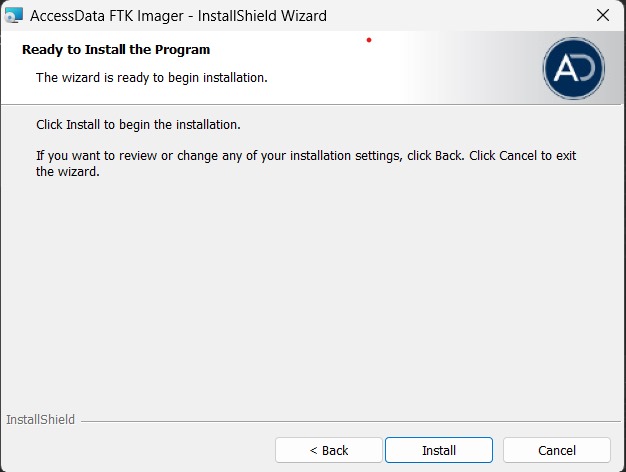 AccessData FTK Imager - InstallShield Wizard
Ready to Install the Program
The wizard is ready to begin installation.
AD
Click Install to begin the installation.
If you want to review or change any of your installation settings, click Back. Click Cancel to exit
the wizard.
InstallShield
< Back
Install
Cancel